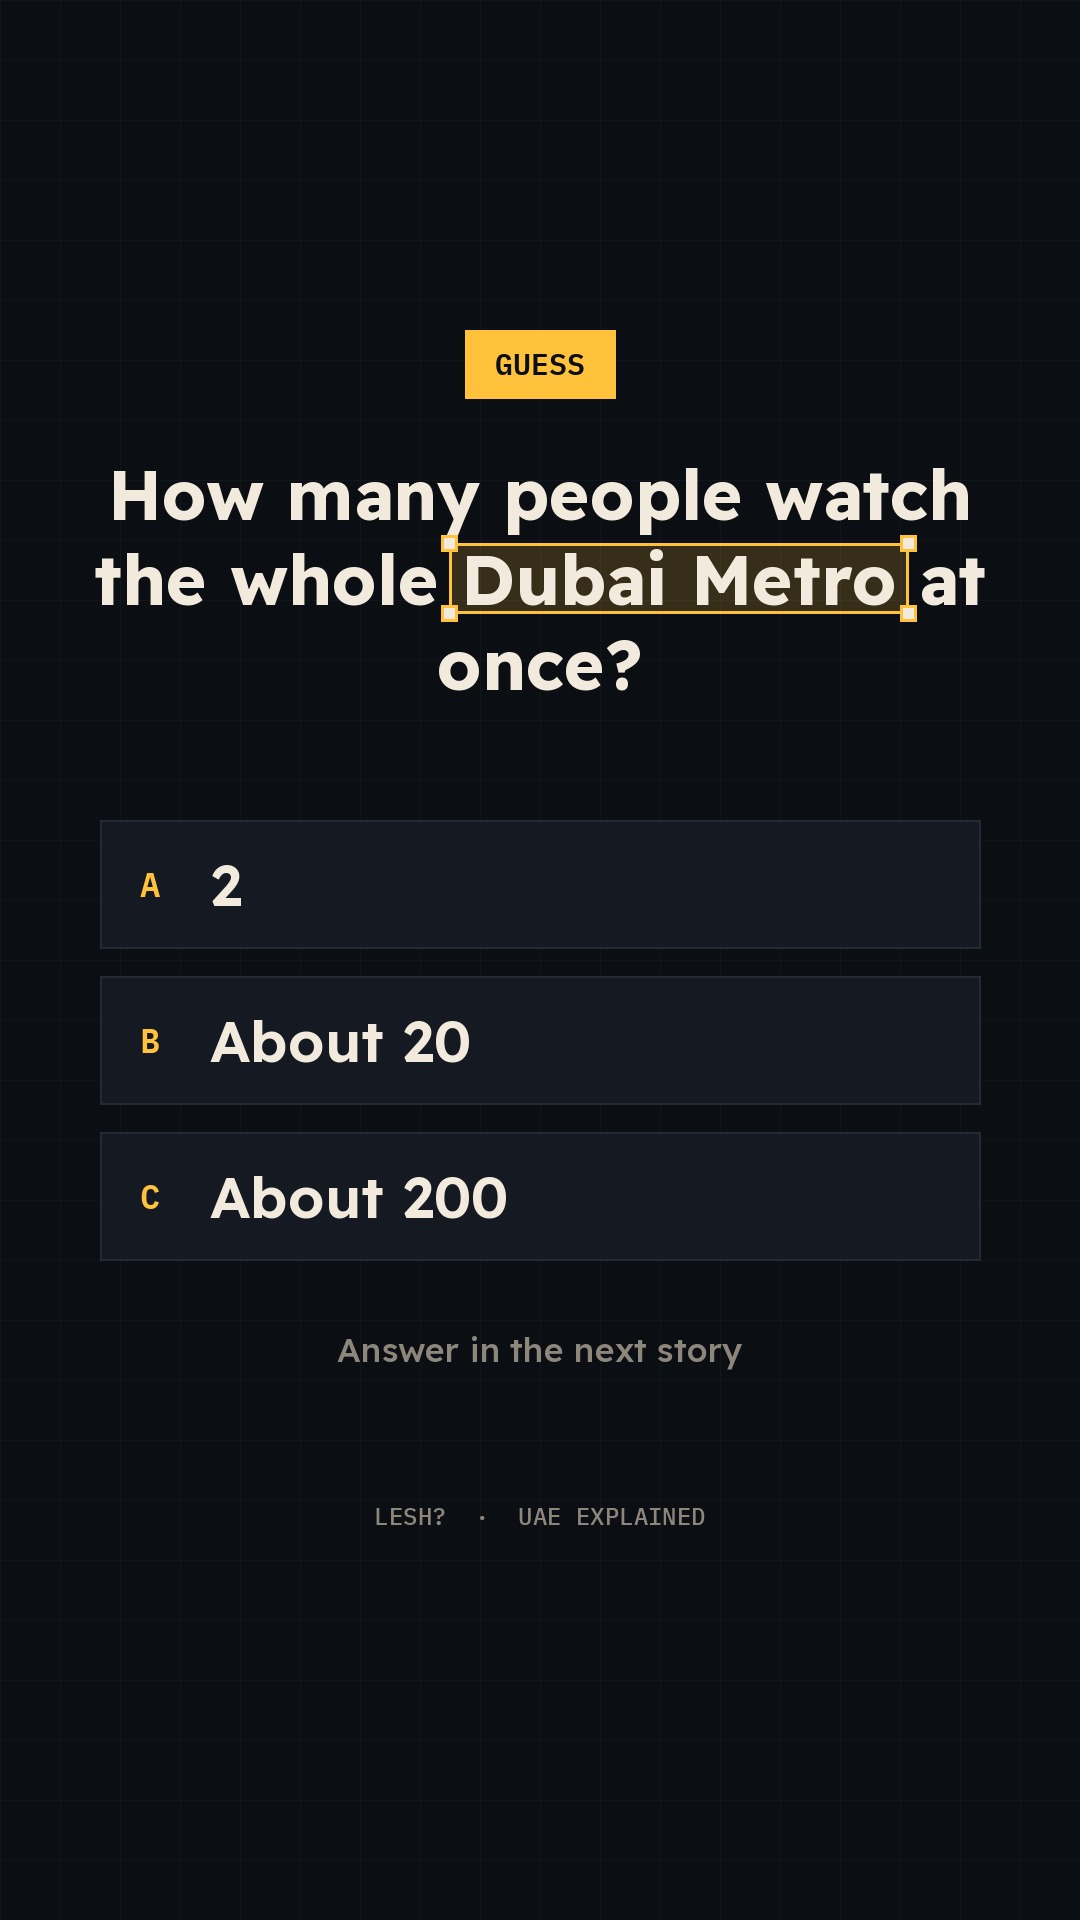 GUESS
How many people watch
the whole Dubai Metro at
once?
A 2
B About 20
C About 200
Answer in the next story
LESH? · UAE EXPLAINED